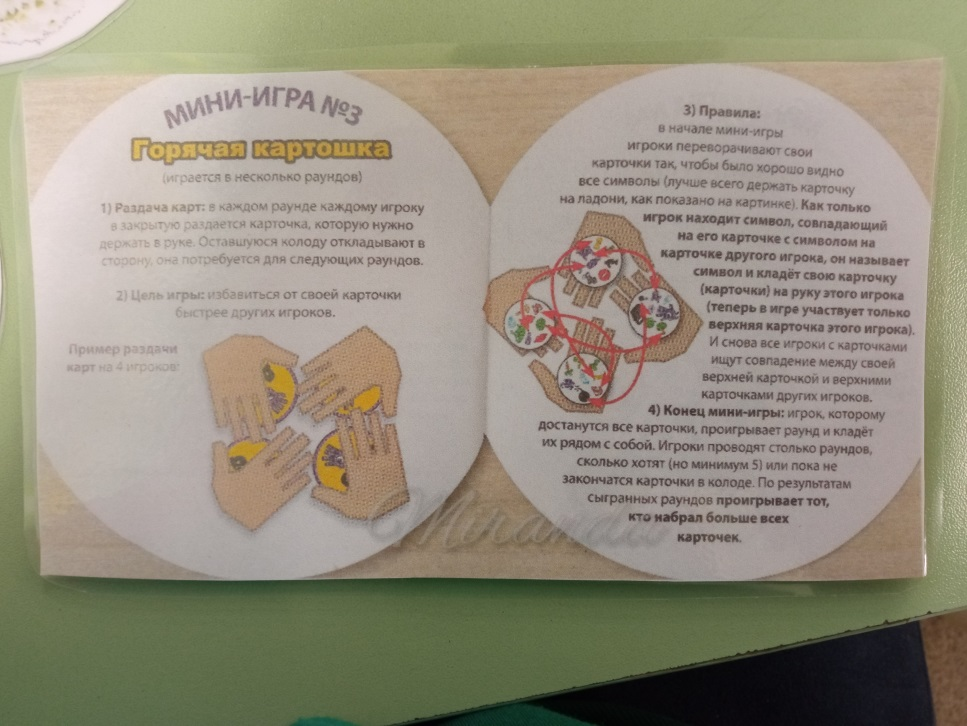 МИНИ-ИГРА №3
Горячая картошка
(играется в несколько раундов)
1) Раздача карт: в каждом раунде каждому игроку
в закрытую раздается карточка, которую нужно
держать в руке. Оставшуюся колоду откладывают в
сторону, она потребуется для следующих раундов.
2) Цель игры: избавиться от своей карточки
быстрее других игроков.
Пример раздачи
карт на 4 игроков:
3) Правила:
в начале мини-игры
игроки переворачивают свои
карточки так, чтобы было хорошо видно
все символы (лучше всего держать карточку
на ладони, как показано на картинке). Как только
игрок находит символ, совпадающий
на его карточке с символом на
карточке другого игрока, он называет
символ и кладёт свою карточку
(карточки) на руку этого игрока
(теперь в игре участвует только
верхняя карточка этого игрока).
И снова все игроки с карточками
ищут совпадение между своей
верхней карточкой и верхними
карточками других игроков.
4) Конец мини-игры: игрок, которому
достанутся все карточки, проигрывает раунд и кладёт
их рядом с собой. Игроки проводят столько раундов,
сколько хотят (но минимум 5) или пока не
закончатся карточки в колоде. По результатам
сыгранных раундов проигрывает тот,
кто набрал больше всех
карточек.